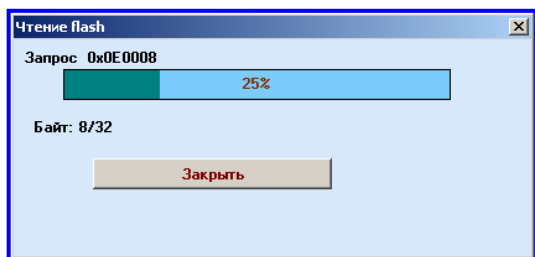 Чтение flash
Запрос 0x0E0008
25%
Байт: 8/32
Закрыть